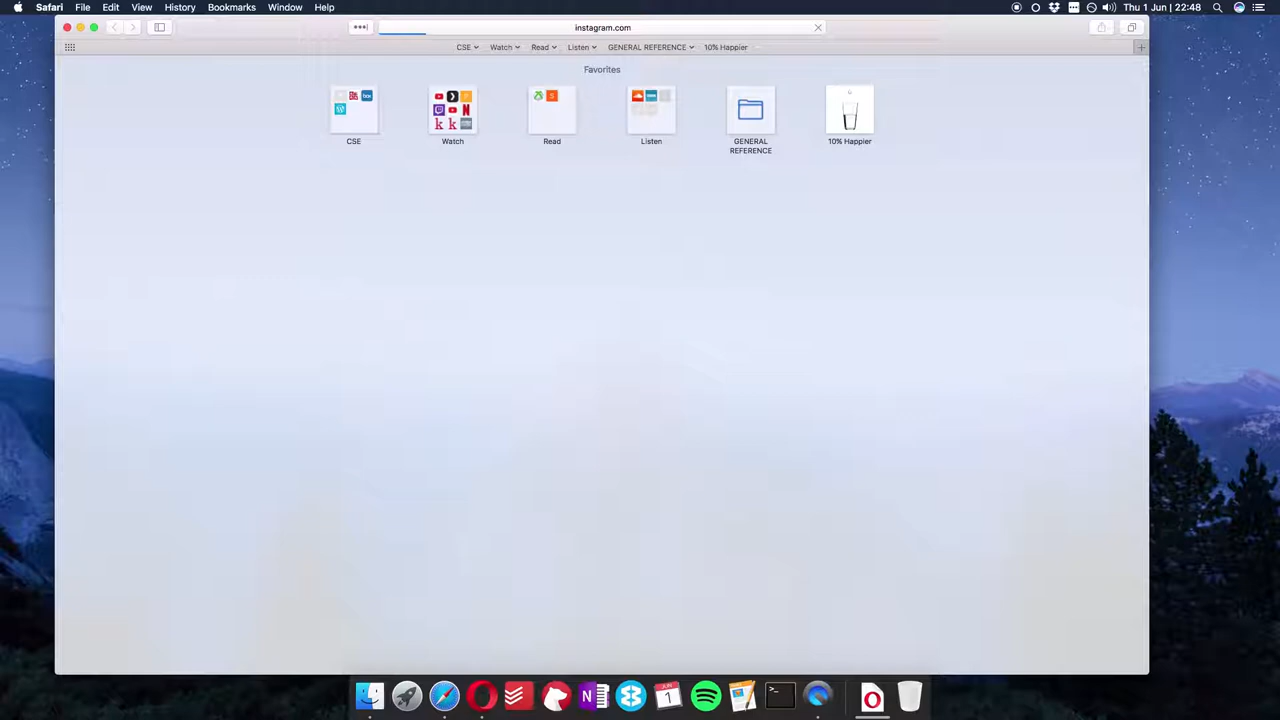 Safari File Edit View History Bookmarks Window Help Thu 1 Jun | 22:48
instagram.com
CSE Watch Read Listen GENERAL REFERENCE 10% Happier
Favorites
CSE Watch Read Listen GENERAL REFERENCE 10% Happier